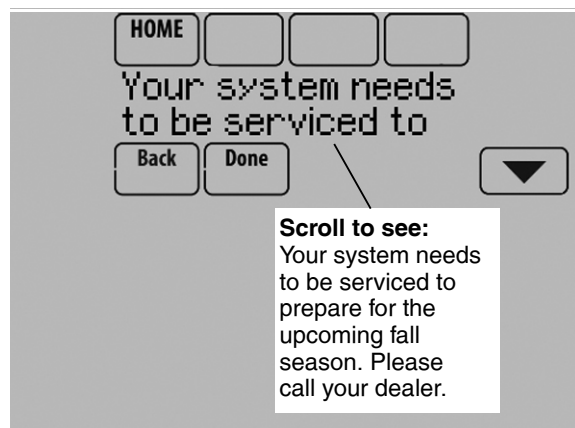 HOME
Your system needs
to be serviced to
Back Done
Scroll to see:
Your system needs
to be serviced to
prepare for the
upcoming fall
season. Please
call your dealer.